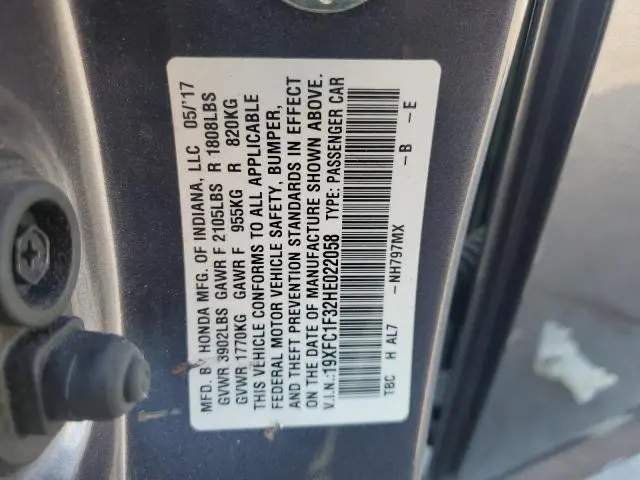 MFD. BY HONDA MFG. OF INDIANA, LLC 05/'17
GVWR 3902LBS GAWR F 2105LBS R 1808LBS
GVWR 1770KG GAWR F 955KG R 820KG
THIS VEHICLE CONFORMS TO ALL APPLICABLE
FEDERAL MOTOR VEHICLE SAFETY, BUMPER,
AND THEFT PREVENTION STANDARDS IN EFFECT
ON THE DATE OF MANUFACTURE SHOWN ABOVE.
V.I.N.:19XFC1F32HE022058 TYPE: PASSENGER CAR
-NH797MX -B -E
TBC H AL7